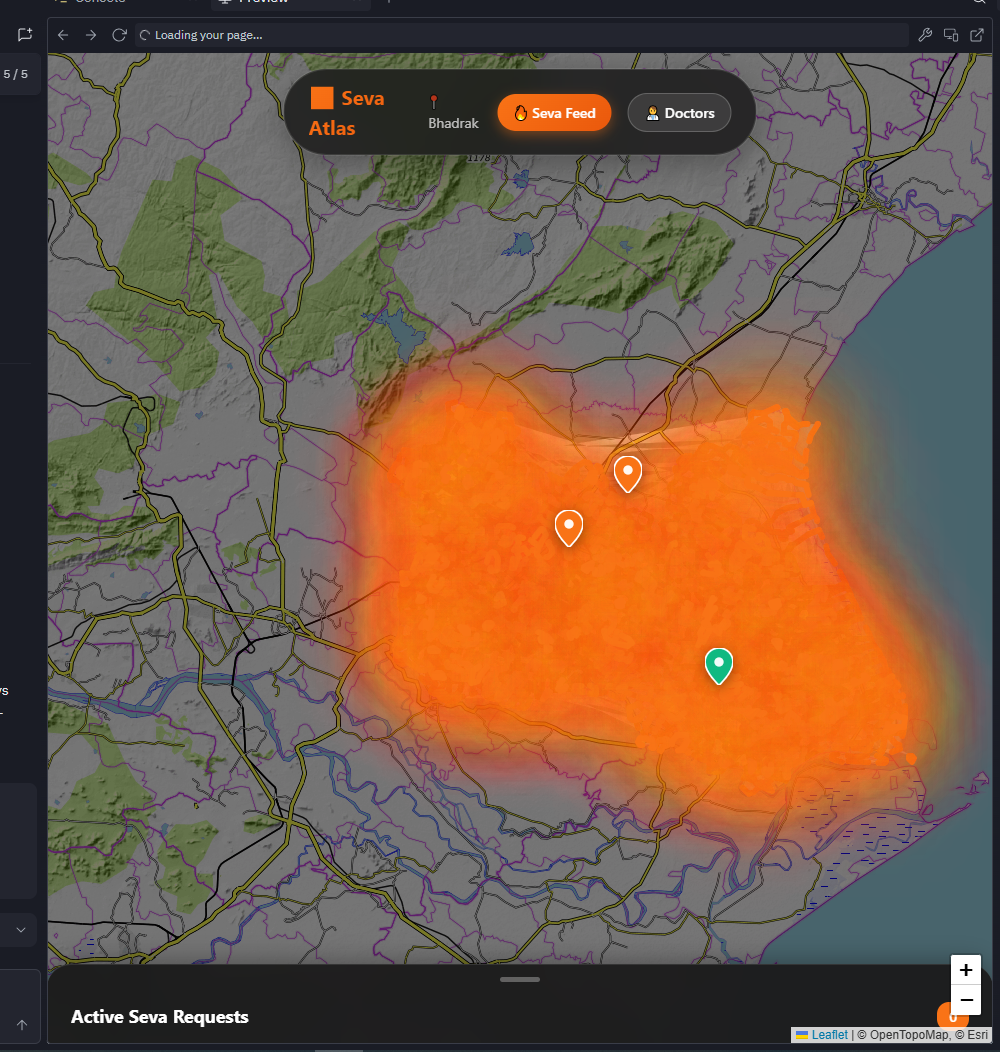 Console
Preview
Loading your page...
5 / 5
Seva
Atlas
Bhadrak
Seva Feed
Doctors
1178
Active Seva Requests
+
−
Leaflet | © OpenTopoMap, © Esri